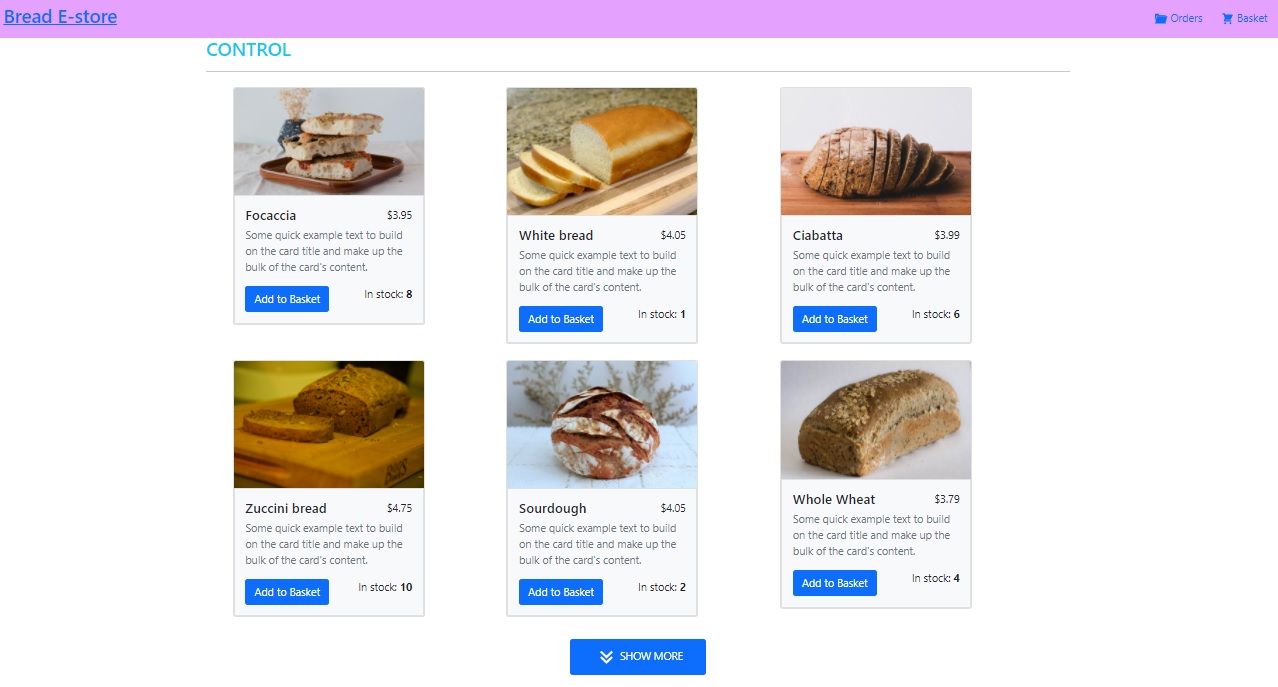 Bread E-store
Orders
Basket
CONTROL
Focaccia
$3.95
Some quick example text to build
on the card title and make up the
bulk of the card's content.
Add to Basket
In stock: 8
White bread
$4.05
Some quick example text to build
on the card title and make up the
bulk of the card's content.
Add to Basket
In stock: 1
Ciabatta
$3.99
Some quick example text to build
on the card title and make up the
bulk of the card's content.
Add to Basket
In stock: 6
Zuccini bread
$4.75
Some quick example text to build
on the card title and make up the
bulk of the card's content.
Add to Basket
In stock: 10
Sourdough
$4.05
Some quick example text to build
on the card title and make up the
bulk of the card's content.
Add to Basket
In stock: 2
Whole Wheat
$3.79
Some quick example text to build
on the card title and make up the
bulk of the card's content.
Add to Basket
In stock: 4
SHOW MORE